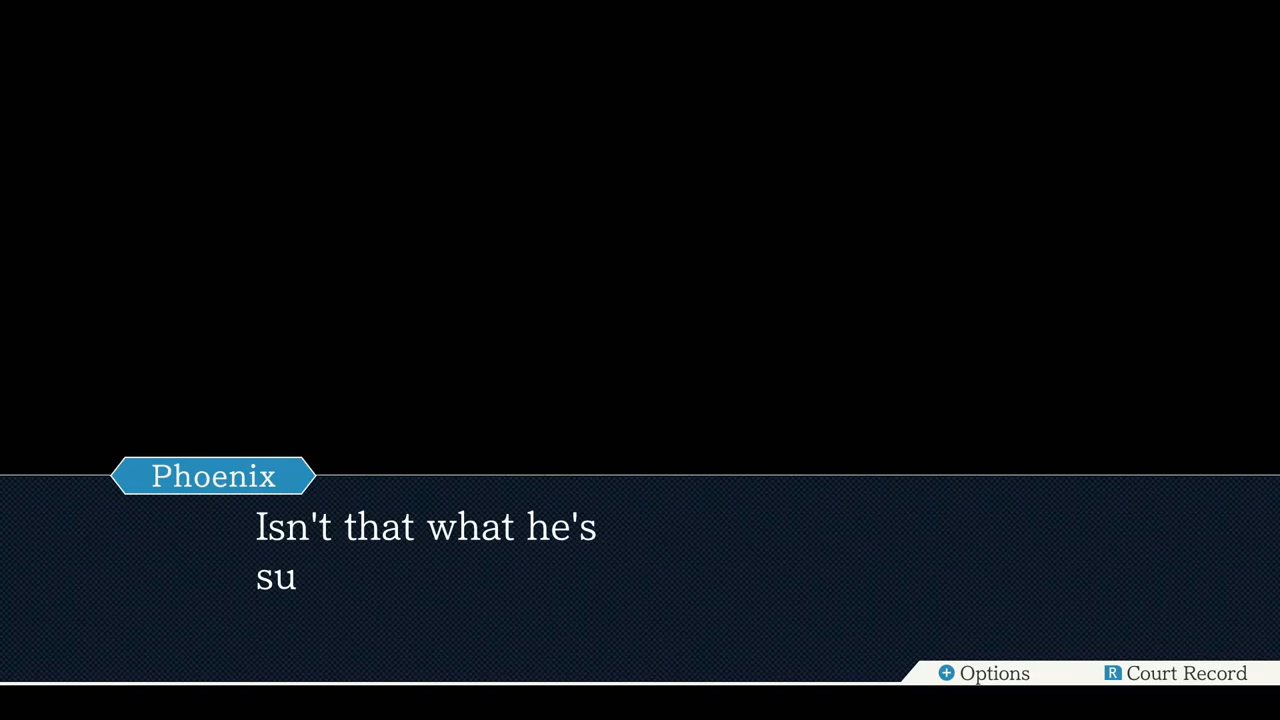 Phoenix
Isn't that what he's
su
+ Options
R Court Record